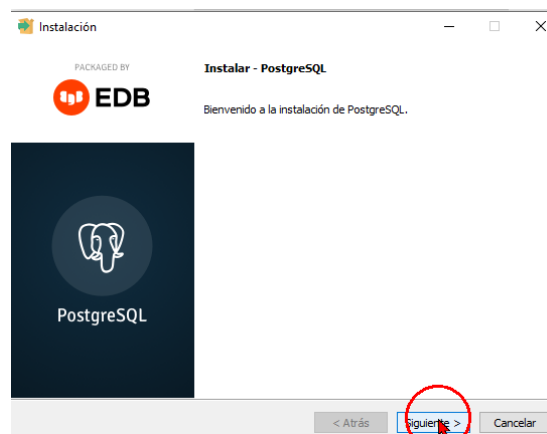 Instalación
PACKAGED BY
EDB
Instalar - PostgreSQL
Bienvenido a la instalación de PostgreSQL.
PostgreSQL
< Atrás
Siguiente >
Cancelar